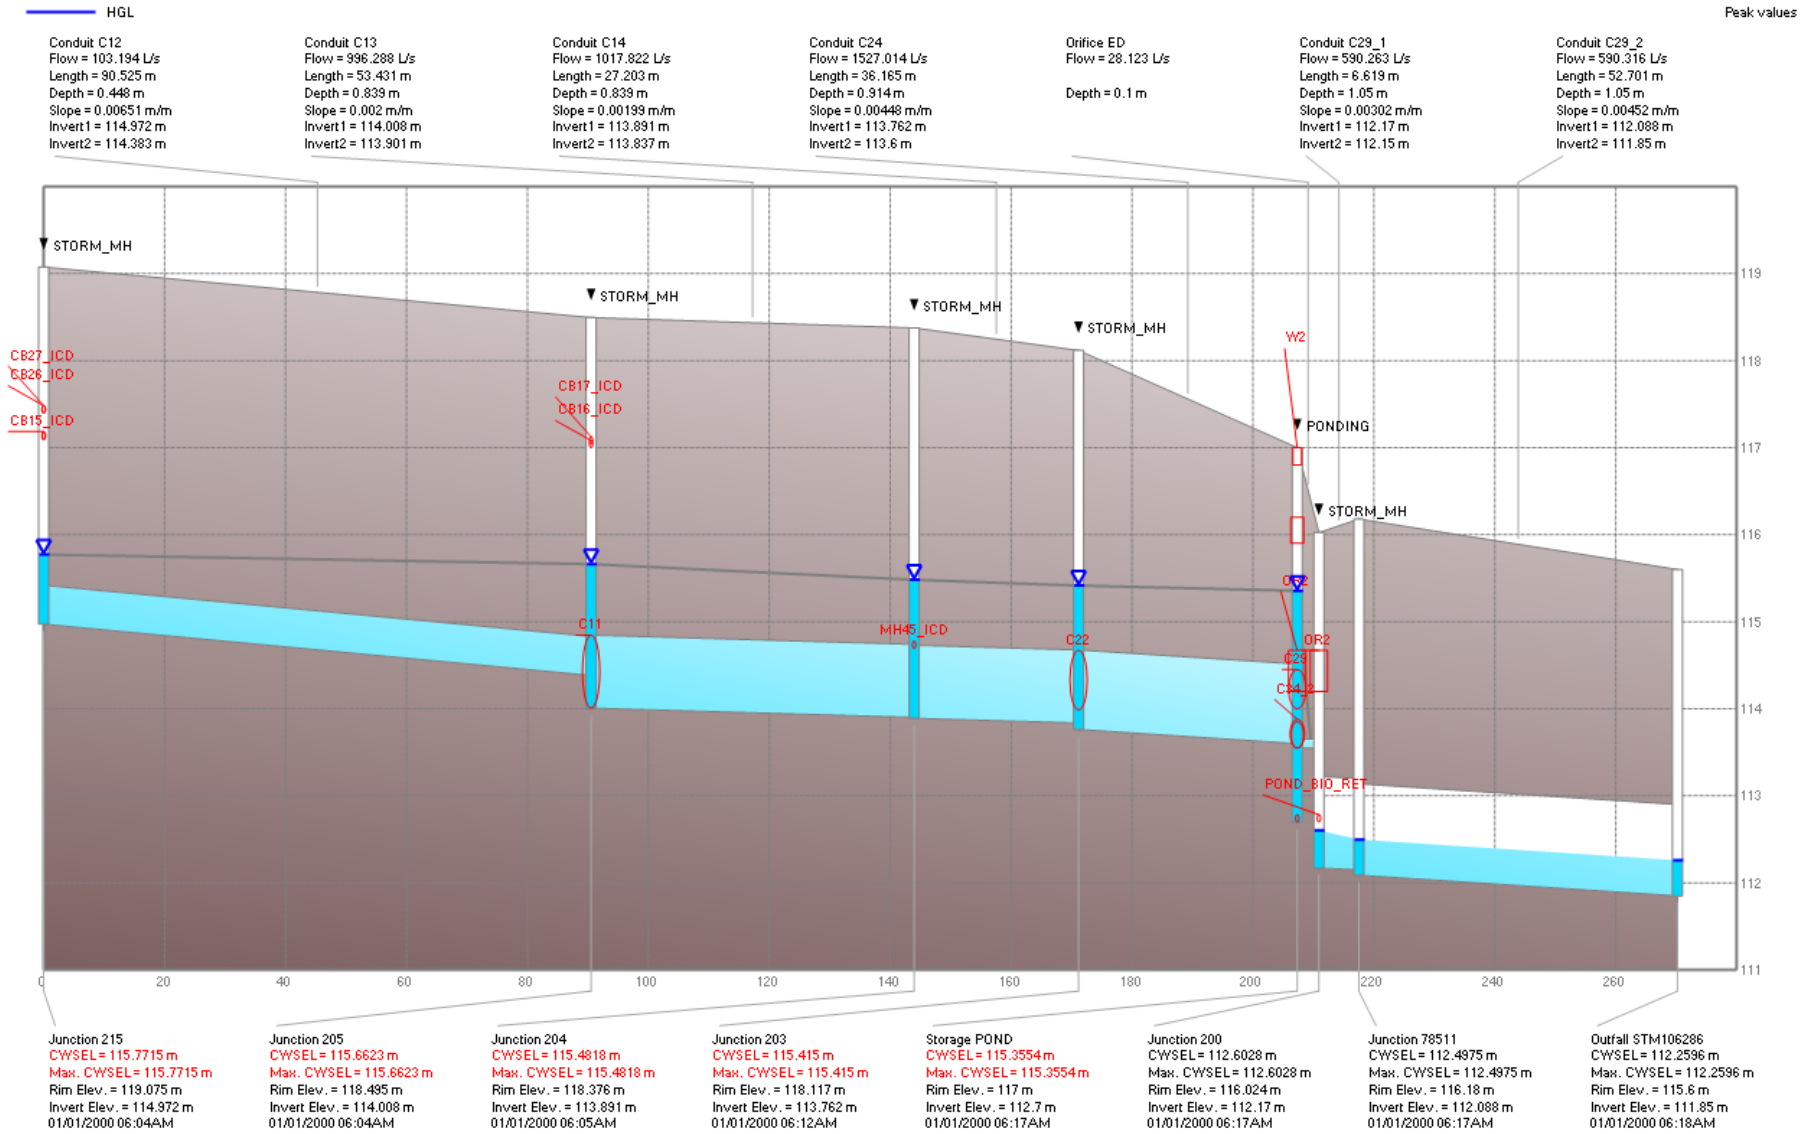 HGL
Peak values
Conduit C12
Flow = 103.194 L/s
Length = 90.525 m
Depth = 0.448 m
Slope = 0.00651 m/m
Invert1 = 114.972 m
Invert2 = 114.383 m
Conduit C13
Flow = 996.288 L/s
Length = 53.431 m
Depth = 0.839 m
Slope = 0.002 m/m
Invert1 = 114.008 m
Invert2 = 113.901 m
Conduit C14
Flow = 1017.822 L/s
Length = 27.203 m
Depth = 0.839 m
Slope = 0.00199 m/m
Invert1 = 113.891 m
Invert2 = 113.837 m
Conduit C24
Flow = 1527.014 L/s
Length = 36.165 m
Depth = 0.914 m
Slope = 0.00448 m/m
Invert1 = 113.762 m
Invert2 = 113.6 m
Orifice ED
Flow = 28.123 L/s
Depth = 0.1 m
Conduit C29_1
Flow = 590.263 L/s
Length = 6.619 m
Depth = 1.05 m
Slope = 0.00302 m/m
Invert1 = 112.17 m
Invert2 = 112.15 m
Conduit C29_2
Flow = 590.316 L/s
Length = 52.701 m
Depth = 1.05 m
Slope = 0.00452 m/m
Invert1 = 112.088 m
Invert2 = 111.85 m
STORM_MH
STORM_MH
STORM_MH
STORM_MH
PONDING
STORM_MH
CB27_ICD
CB26_ICD
CB15_ICD
CB17_ICD
CB16_ICD
W2
C11
MH45_ICD
C22
OR2
C29
POND_BIO_RET
119
118
117
116
115
114
113
112
111
0
20
40
60
80
100
120
140
160
180
200
220
240
260
Junction 215
CWSEL = 115.7715 m
Max. CWSEL = 115.7715 m
Rim Elev. = 119.075 m
Invert Elev. = 114.972 m
01/01/2000 06:04AM
Junction 205
CWSEL = 115.6623 m
Max. CWSEL = 115.6623 m
Rim Elev. = 118.495 m
Invert Elev. = 114.008 m
01/01/2000 06:04AM
Junction 204
CWSEL = 115.4818 m
Max. CWSEL = 115.4818 m
Rim Elev. = 118.376 m
Invert Elev. = 113.891 m
01/01/2000 06:05AM
Junction 203
CWSEL = 115.415 m
Max. CWSEL = 115.415 m
Rim Elev. = 118.117 m
Invert Elev. = 113.762 m
01/01/2000 06:12AM
Storage POND
CWSEL = 115.3554 m
Max. CWSEL = 115.3554 m
Rim Elev. = 117 m
Invert Elev. = 112.7 m
01/01/2000 06:17AM
Junction 200
CWSEL = 112.6028 m
Max. CWSEL = 112.6028 m
Rim Elev. = 116.024 m
Invert Elev. = 112.17 m
01/01/2000 06:17AM
Junction 78511
CWSEL = 112.4975 m
Max. CWSEL = 112.4975 m
Rim Elev. = 116.18 m
Invert Elev. = 112.088 m
01/01/2000 06:17AM
Outfall STM106286
CWSEL = 112.2596 m
Max. CWSEL = 112.2596 m
Rim Elev. = 115.6 m
Invert Elev. = 111.85 m
01/01/2000 06:18AM